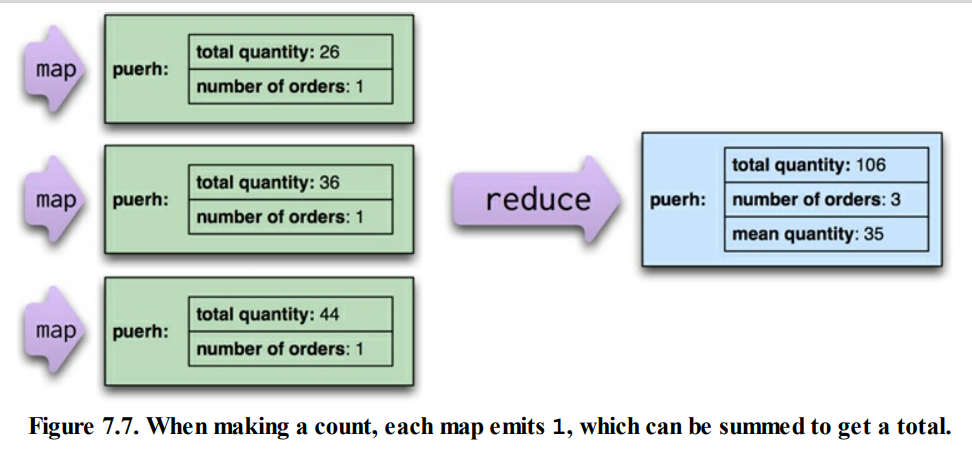 map
puerh:
total quantity: 26
number of orders: 1
map
puerh:
total quantity: 36
number of orders: 1
map
puerh:
total quantity: 44
number of orders: 1
reduce
puerh:
total quantity: 106
number of orders: 3
mean quantity: 35
Figure 7.7. When making a count, each map emits 1, which can be summed to get a total.